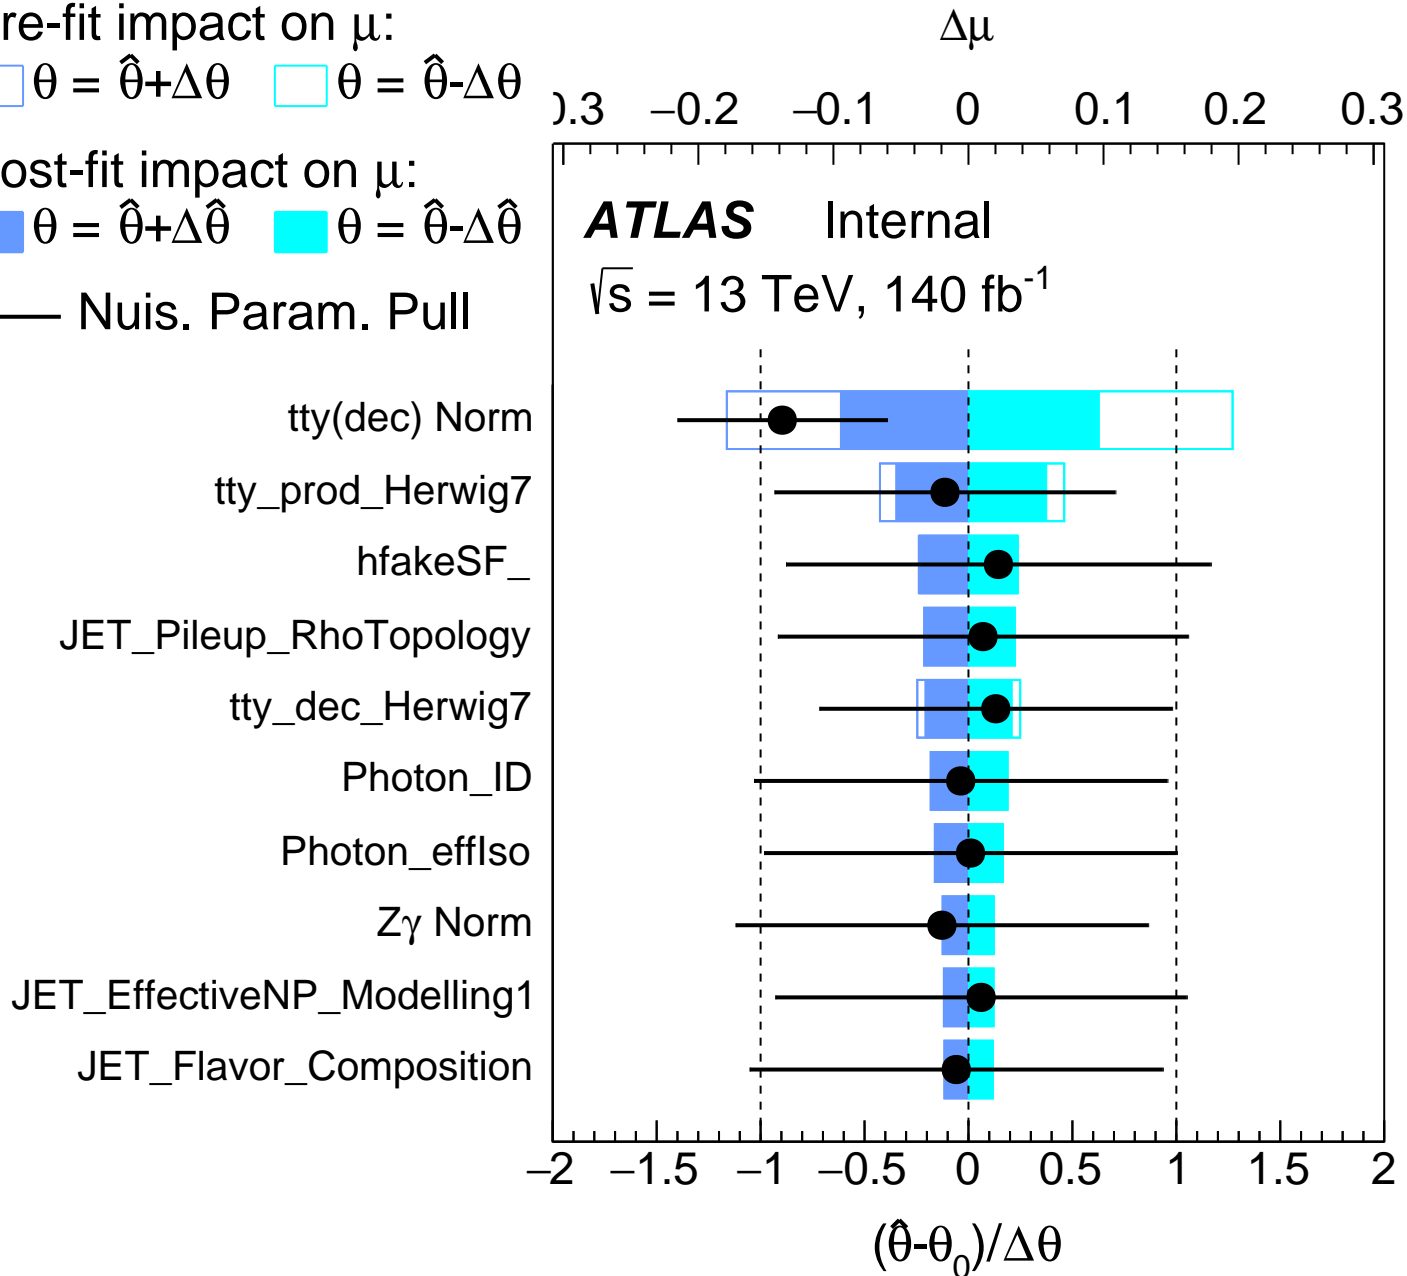 re-fit impact on μ:
θ = θ̂+Δθ θ = θ̂-Δθ
ost-fit impact on μ:
θ = θ̂+Δθ̂ θ = θ̂-Δθ̂
Nuis. Param. Pull
Δμ
0.3 −0.2 −0.1 0 0.1 0.2 0.3
ATLAS Internal
√s = 13 TeV, 140 fb⁻¹
tty(dec) Norm
tty_prod_Herwig7
hfakeSF_
JET_Pileup_RhoTopology
tty_dec_Herwig7
Photon_ID
Photon_effIso
Zγ Norm
JET_EffectiveNP_Modelling1
JET_Flavor_Composition
−2 −1.5 −1 −0.5 0 0.5 1 1.5 2
(θ̂-θ₀)/Δθ